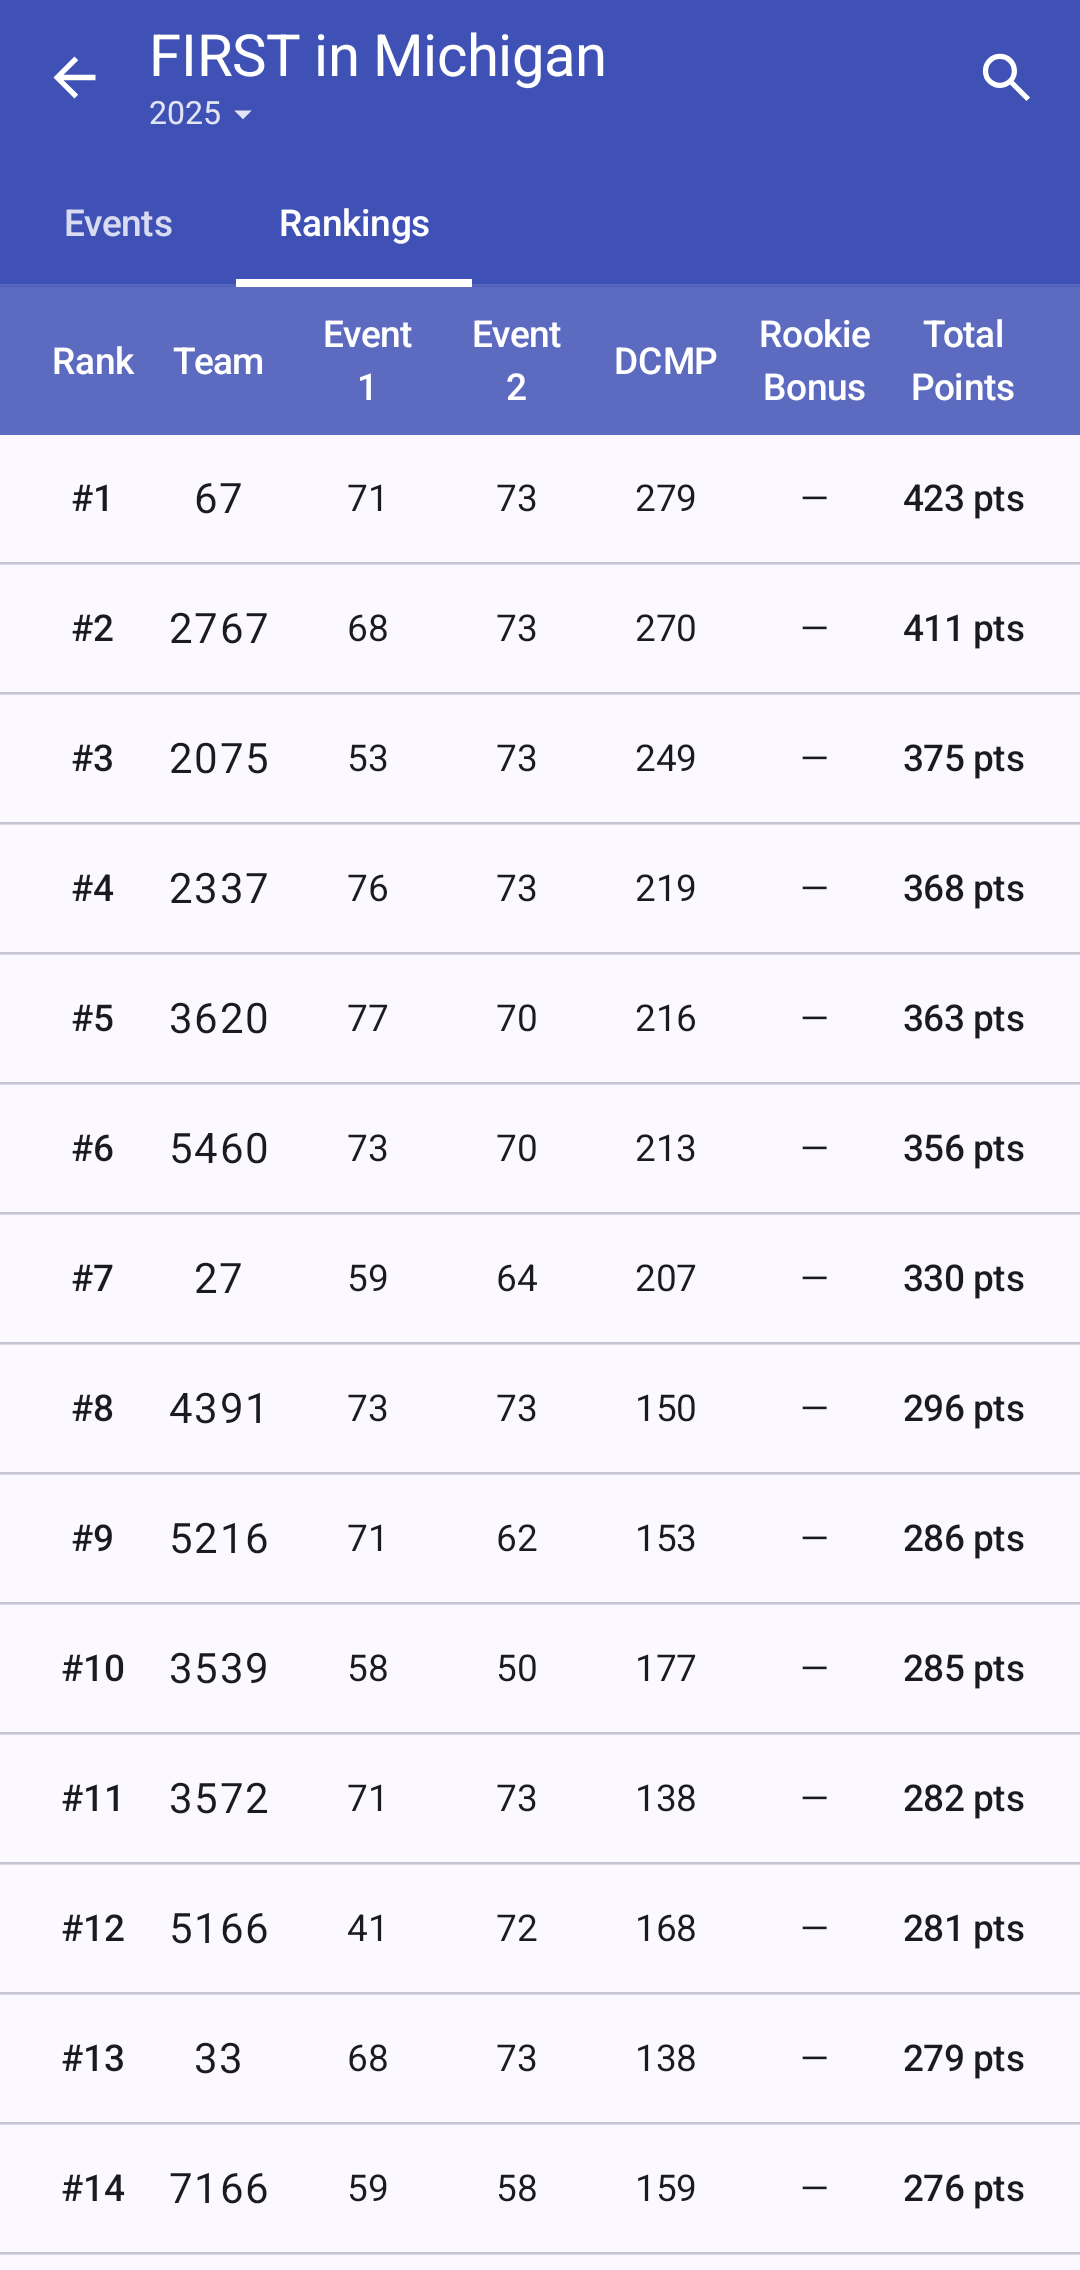 FIRST in Michigan
2025
Events Rankings
Rank Team Event 1 Event 2 DCMP Rookie Bonus Total Points
#1 67 71 73 279 — 423 pts
#2 2767 68 73 270 — 411 pts
#3 2075 53 73 249 — 375 pts
#4 2337 76 73 219 — 368 pts
#5 3620 77 70 216 — 363 pts
#6 5460 73 70 213 — 356 pts
#7 27 59 64 207 — 330 pts
#8 4391 73 73 150 — 296 pts
#9 5216 71 62 153 — 286 pts
#10 3539 58 50 177 — 285 pts
#11 3572 71 73 138 — 282 pts
#12 5166 41 72 168 — 281 pts
#13 33 68 73 138 — 279 pts
#14 7166 59 58 159 — 276 pts